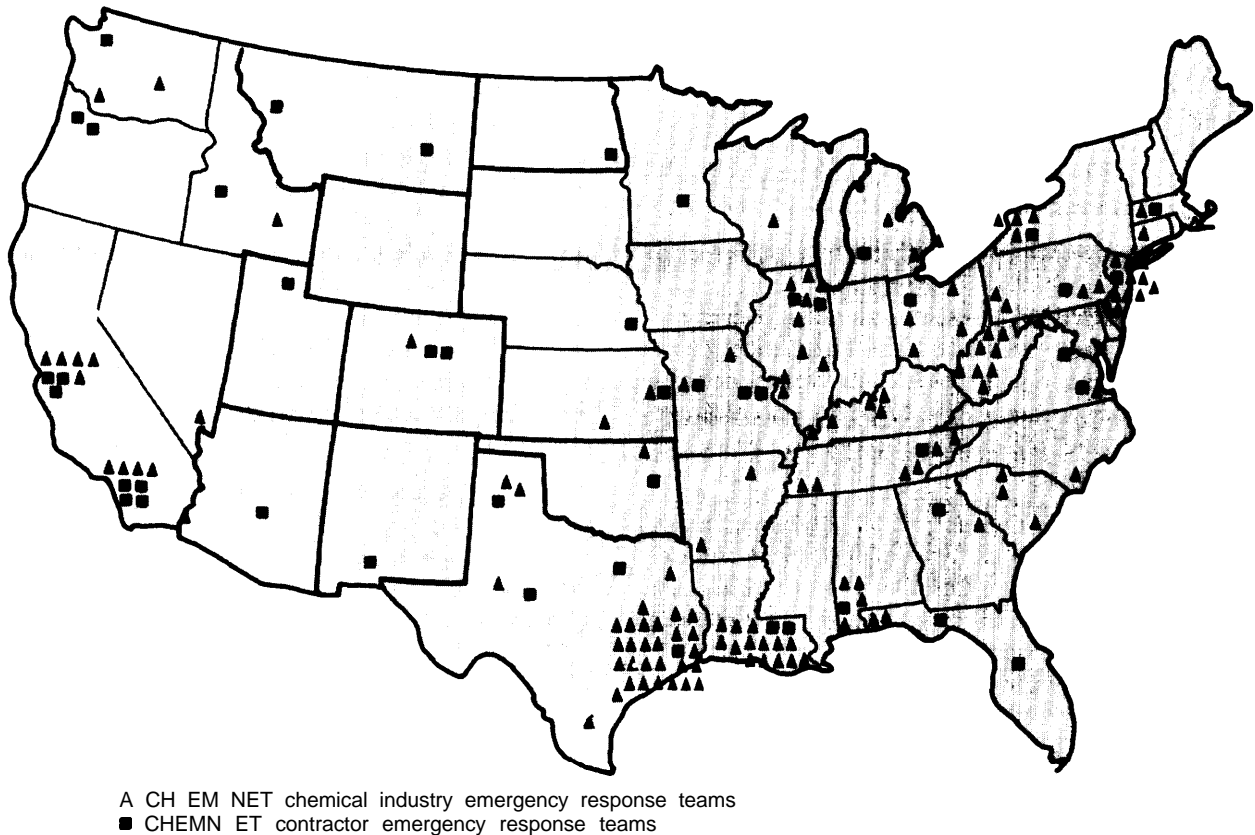 A CH EM NET chemical industry emergency response teams
■ CHEMN ET contractor emergency response teams